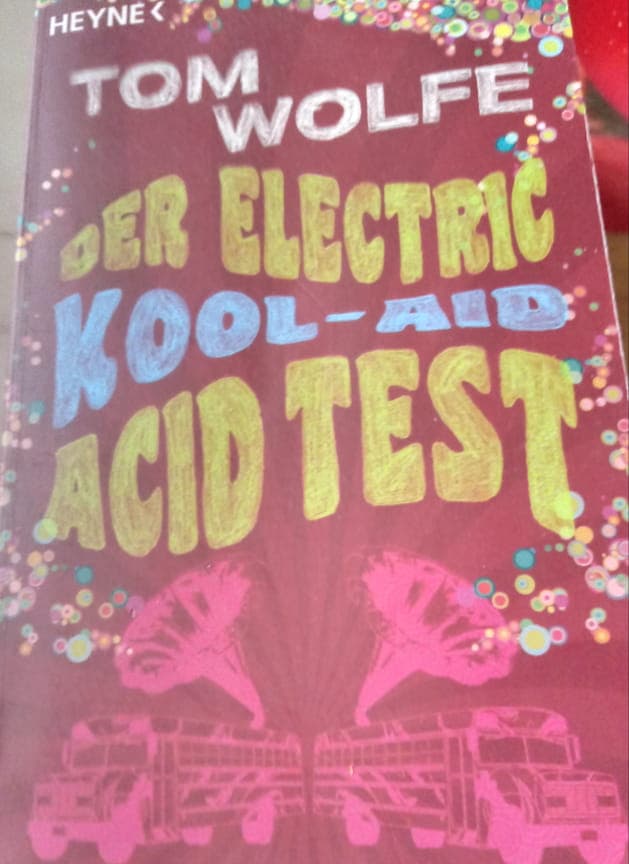 HEYNE<
TOM
WOLFE
DER ELECTRIC
KOOL-AID
ACID TEST